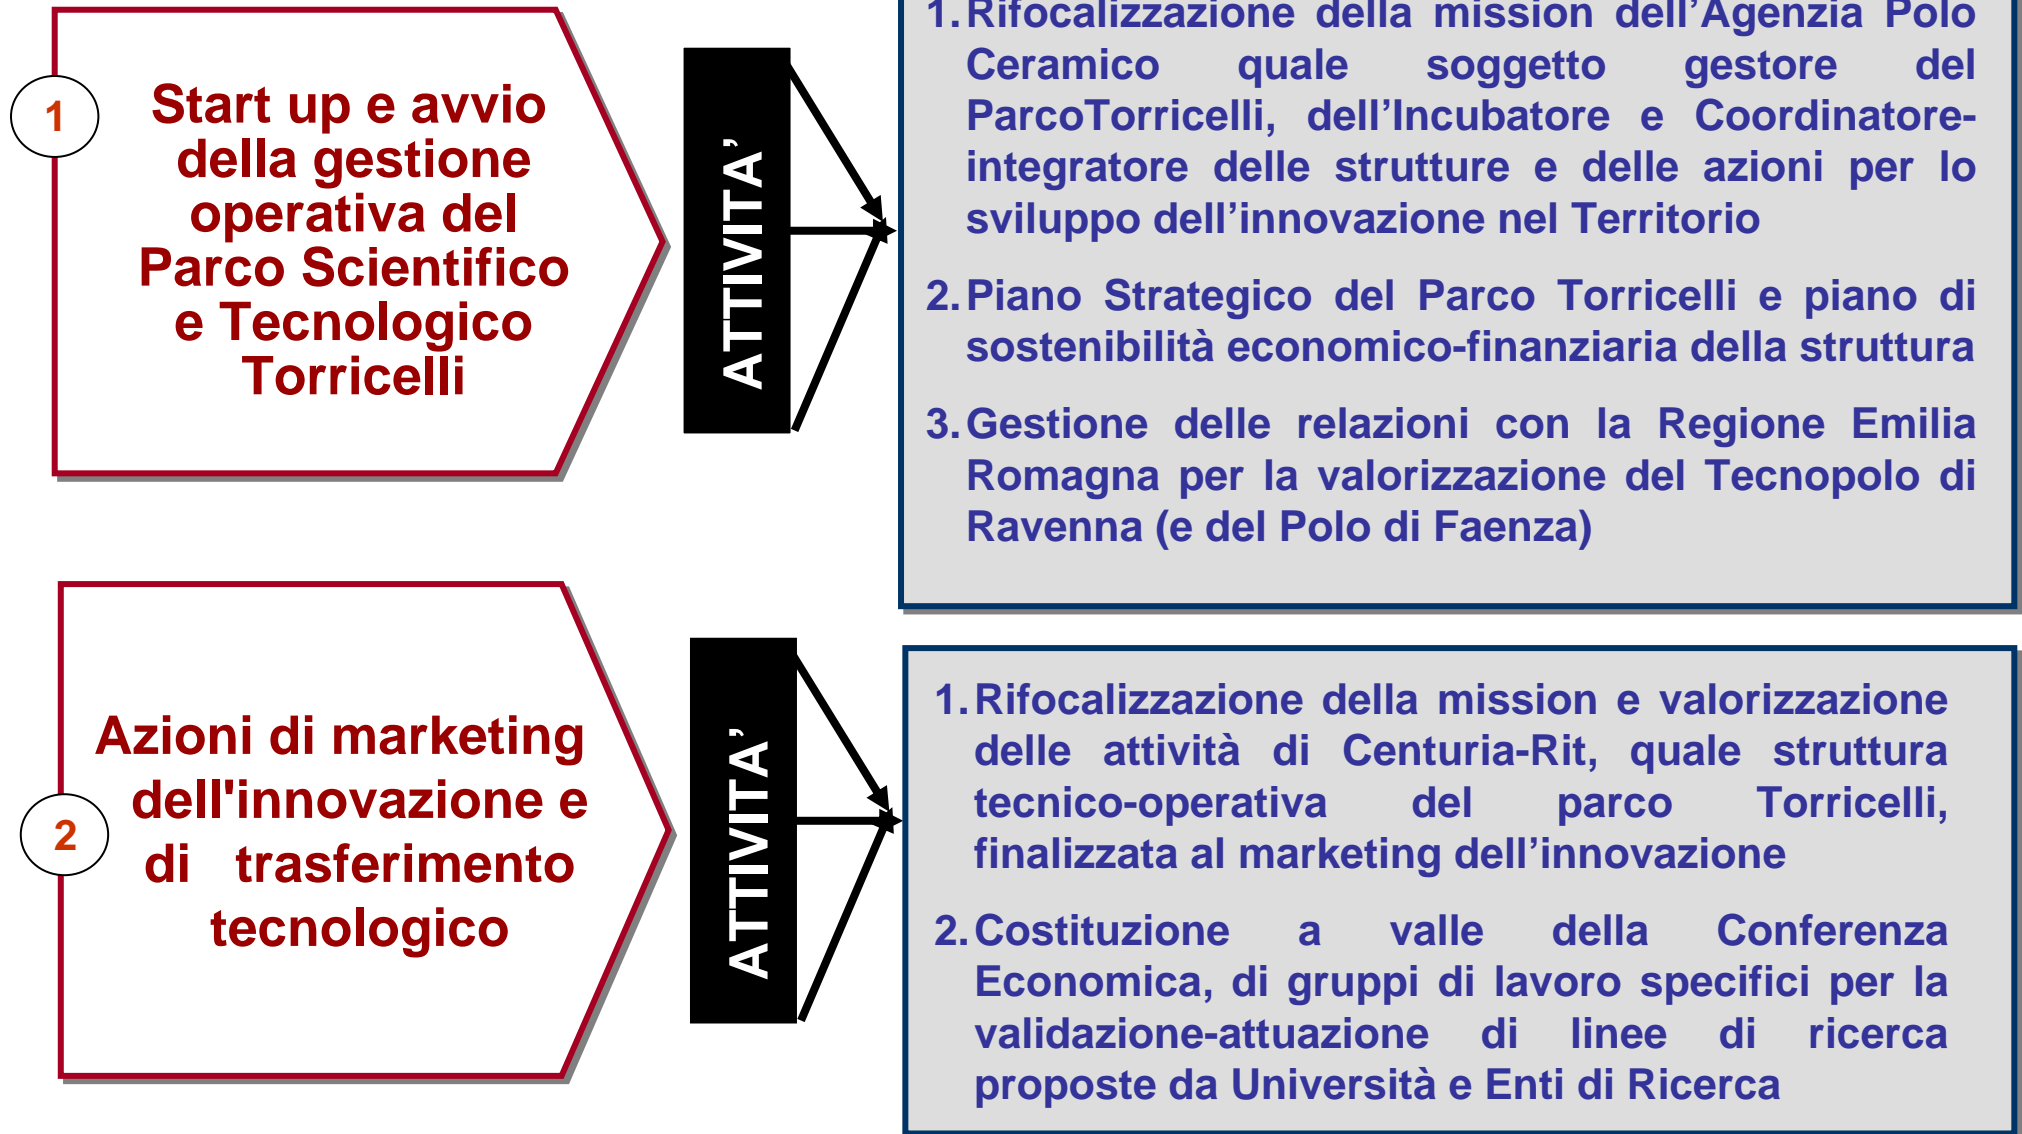 1
Start up e avvio
della gestione
operativa del
Parco Scientifico
e Tecnologico
Torricelli
ATTIVITA’
1. Rifocalizzazione della mission dell’Agenzia Polo
Ceramico quale soggetto gestore del
ParcoTorricelli, dell’Incubatore e Coordinatore-
integratore delle strutture e delle azioni per lo
sviluppo dell’innovazione nel Territorio
2. Piano Strategico del Parco Torricelli e piano di
sostenibilità economico-finanziaria della struttura
3. Gestione delle relazioni con la Regione Emilia
Romagna per la valorizzazione del Tecnopolo di
Ravenna (e del Polo di Faenza)
2
Azioni di marketing
dell'innovazione e
di trasferimento
tecnologico
ATTIVITA’
1. Rifocalizzazione della mission e valorizzazione
delle attività di Centuria-Rit, quale struttura
tecnico-operativa del parco Torricelli,
finalizzata al marketing dell’innovazione
2. Costituzione a valle della Conferenza
Economica, di gruppi di lavoro specifici per la
validazione-attuazione di linee di ricerca
proposte da Università e Enti di Ricerca